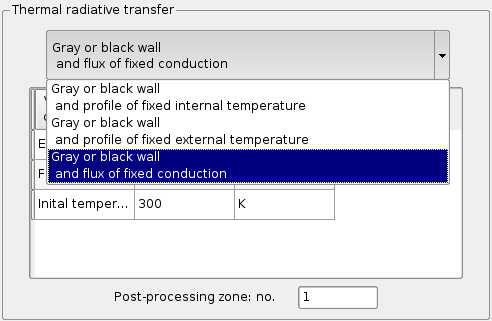 Thermal radiative transfer
Gray or black wall
and flux of fixed conduction
Gray or black wall
and profile of fixed internal temperature
Gray or black wall
and profile of fixed external temperature
Gray or black wall
and flux of fixed conduction
Inital temper... 300 K
Post-processing zone: no. 1